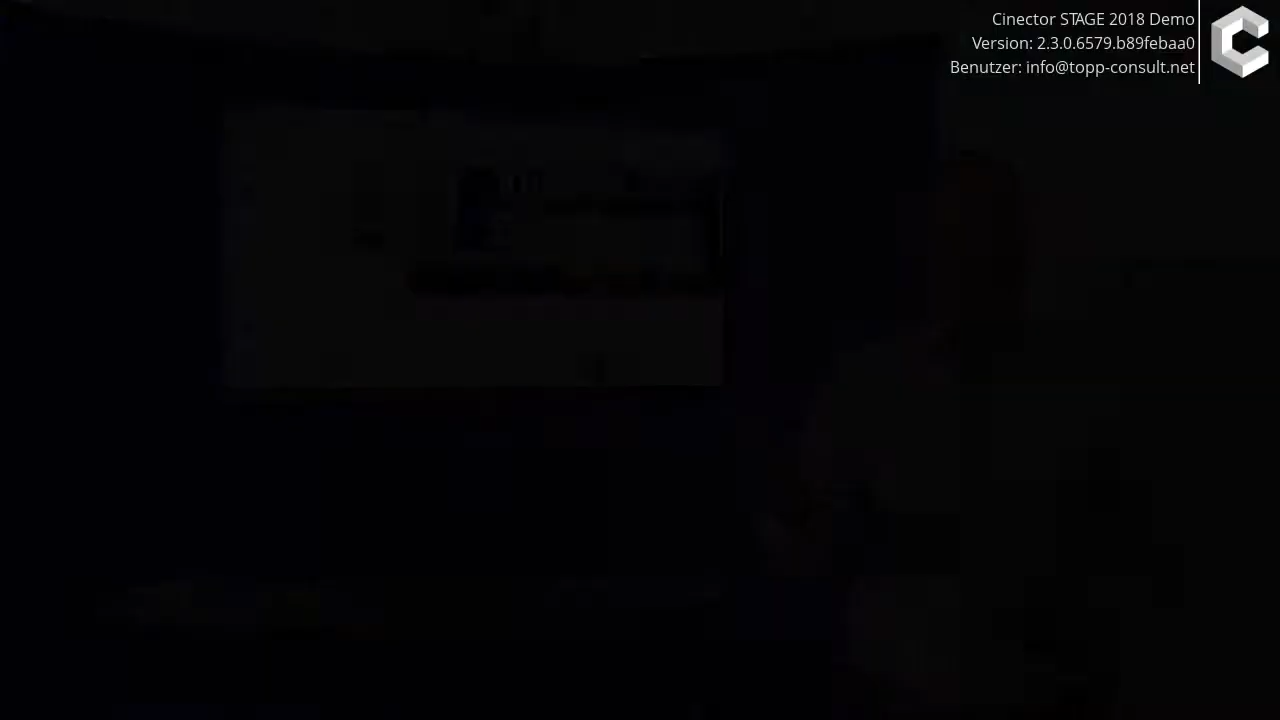 Cinector STAGE 2018 Demo
Version: 2.3.0.6579.b89febaa0
Benutzer: info@topp-consult.net